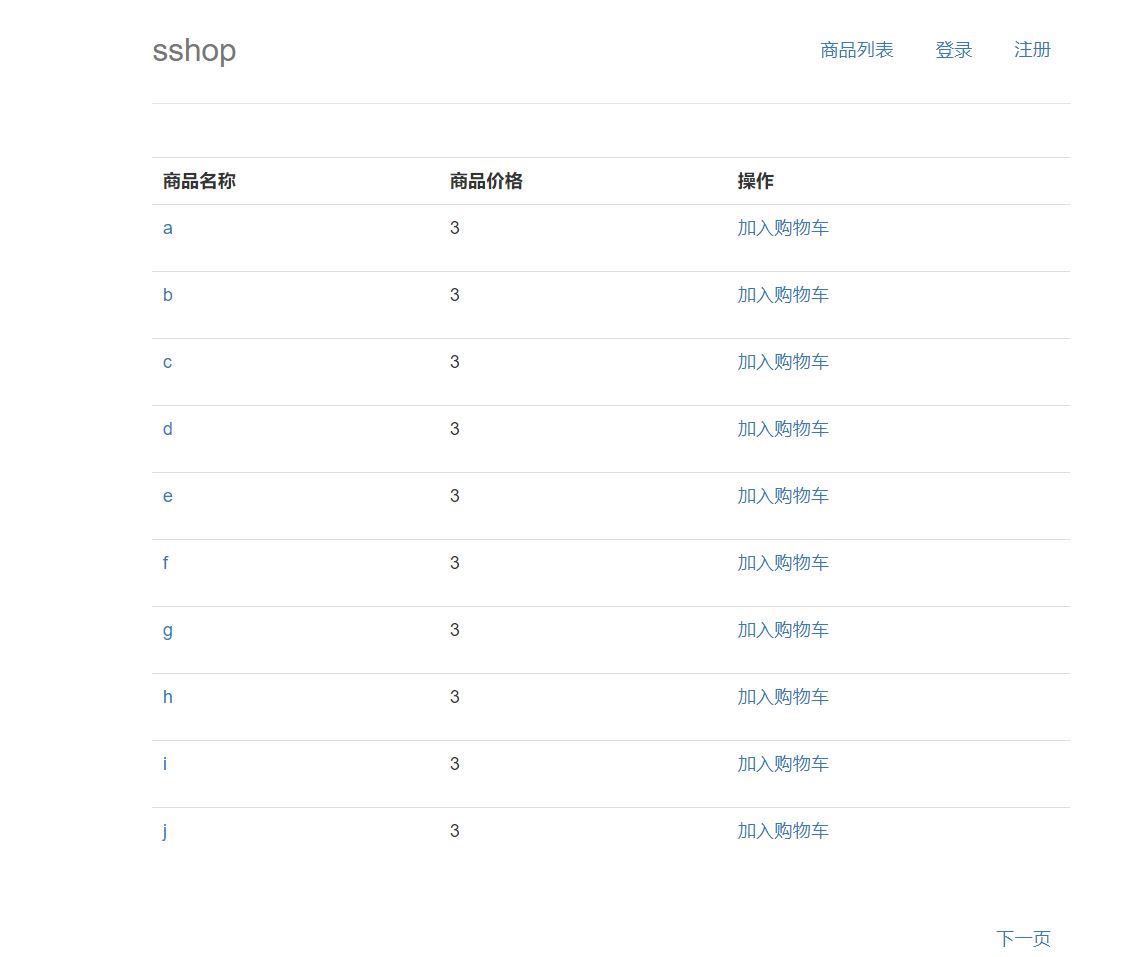 sshop 商品列表 登录 注册
商品名称 商品价格 操作
a 3 加入购物车
b 3 加入购物车
c 3 加入购物车
d 3 加入购物车
e 3 加入购物车
f 3 加入购物车
g 3 加入购物车
h 3 加入购物车
i 3 加入购物车
j 3 加入购物车
下一页